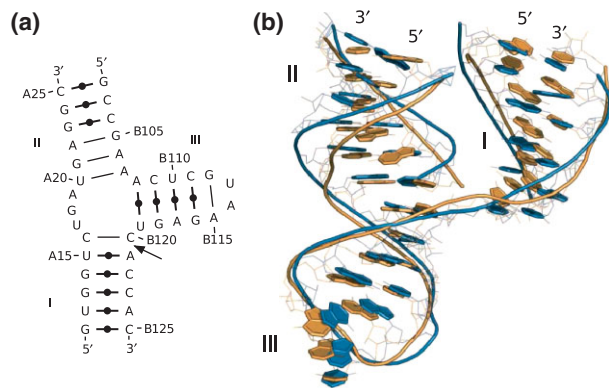 (a)
3′ 5′
A25 C G
G C
G C
II A G B105
G A
A20 U A III
A B110
A C U C G U
G A
U U G A G A
C C B120 B115
A15 U A
G C
I G C
U A
G C B125
5′ 3′
(b)
3′ 5′ 5′ 3′
II
I
III